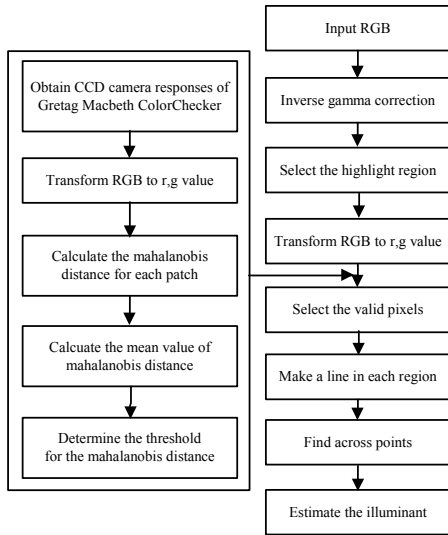 Obtain CCD camera responses of
Gretag Macbeth ColorChecker
Transform RGB to r,g value
Calculate the mahalanobis
distance for each patch
Calcuate the mean value of
mahalanobis distance
Determine the threshold
for the mahalanobis distance
Input RGB
Inverse gamma correction
Select the highlight region
Transform RGB to r,g value
Select the valid pixels
Make a line in each region
Find across points
Estimate the illuminant